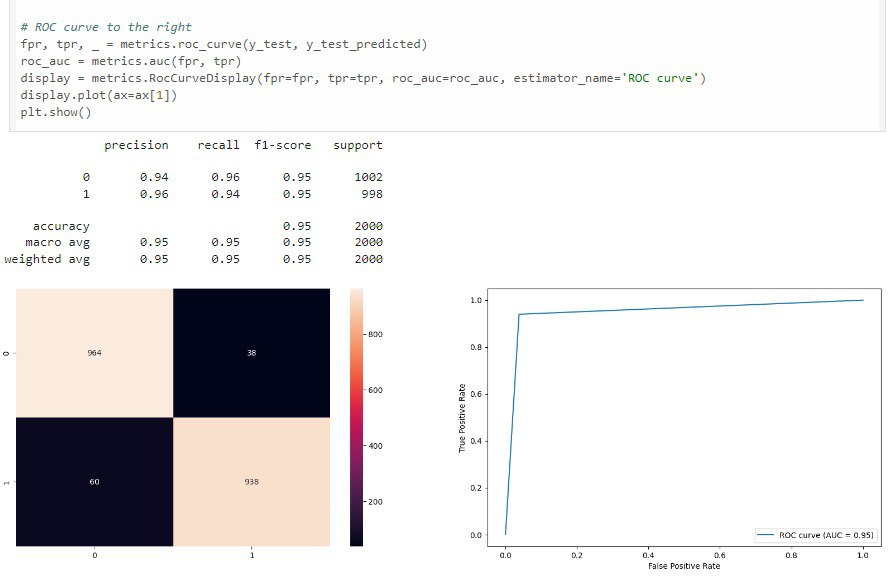 # ROC curve to the right
fpr, tpr, _ = metrics.roc_curve(y_test, y_test_predicted)
roc_auc = metrics.auc(fpr, tpr)
display = metrics.RocCurveDisplay(fpr=fpr, tpr=tpr, roc_auc=roc_auc, estimator_name='ROC curve')
display.plot(ax=ax[1])
plt.show()
precision recall f1-score support
0 0.94 0.96 0.95 1002
1 0.96 0.94 0.95 998
accuracy 0.95 2000
macro avg 0.95 0.95 0.95 2000
weighted avg 0.95 0.95 0.95 2000
0
964
38
1
60
938
0 1
800
600
400
200
True Positive Rate
1.0
0.8
0.6
0.4
0.2
0.0
ROC curve (AUC = 0.95)
0.0 0.2 0.4 0.6 0.8 1.0
False Positive Rate